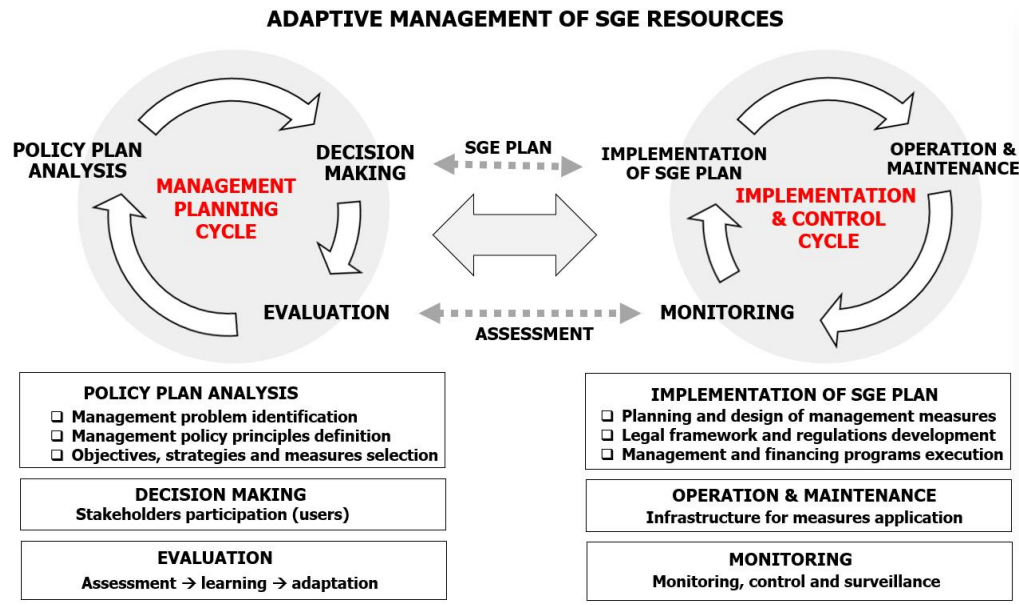 ADAPTIVE MANAGEMENT OF SGE RESOURCES
POLICY PLAN
ANALYSIS
DECISION
MAKING
MANAGEMENT
PLANNING
CYCLE
EVALUATION
SGE PLAN
ASSESSMENT
IMPLEMENTATION
OF SGE PLAN
OPERATION &
MAINTENANCE
IMPLEMENTATION
& CONTROL
CYCLE
MONITORING
POLICY PLAN ANALYSIS
❑ Management problem identification
❑ Management policy principles definition
❑ Objectives, strategies and measures selection
DECISION MAKING
Stakeholders participation (users)
EVALUATION
Assessment → learning → adaptation
IMPLEMENTATION OF SGE PLAN
❑ Planning and design of management measures
❑ Legal framework and regulations development
❑ Management and financing programs execution
OPERATION & MAINTENANCE
Infrastructure for measures application
MONITORING
Monitoring, control and surveillance